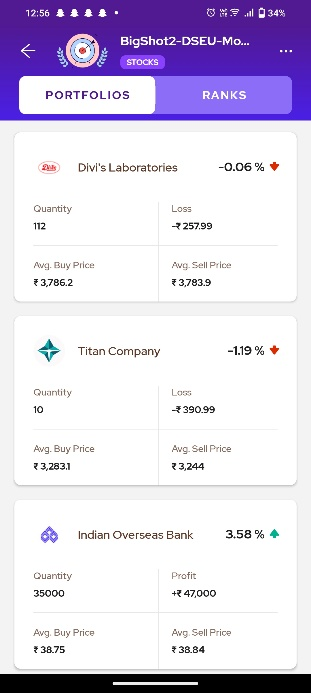 12:56
34%
BigShot2-DSEU-Mo...
STOCKS
PORTFOLIOS
RANKS
Divi's Laboratories
-0.06 %
Quantity
Loss
112
-₹ 257.99
Avg. Buy Price
Avg. Sell Price
₹ 3,786.2
₹ 3,783.9
Titan Company
-1.19 %
Quantity
Loss
10
-₹ 390.99
Avg. Buy Price
Avg. Sell Price
₹ 3,283.1
₹ 3,244
Indian Overseas Bank
3.58 %
Quantity
Profit
35000
+₹ 47,000
Avg. Buy Price
Avg. Sell Price
₹ 38.75
₹ 38.84